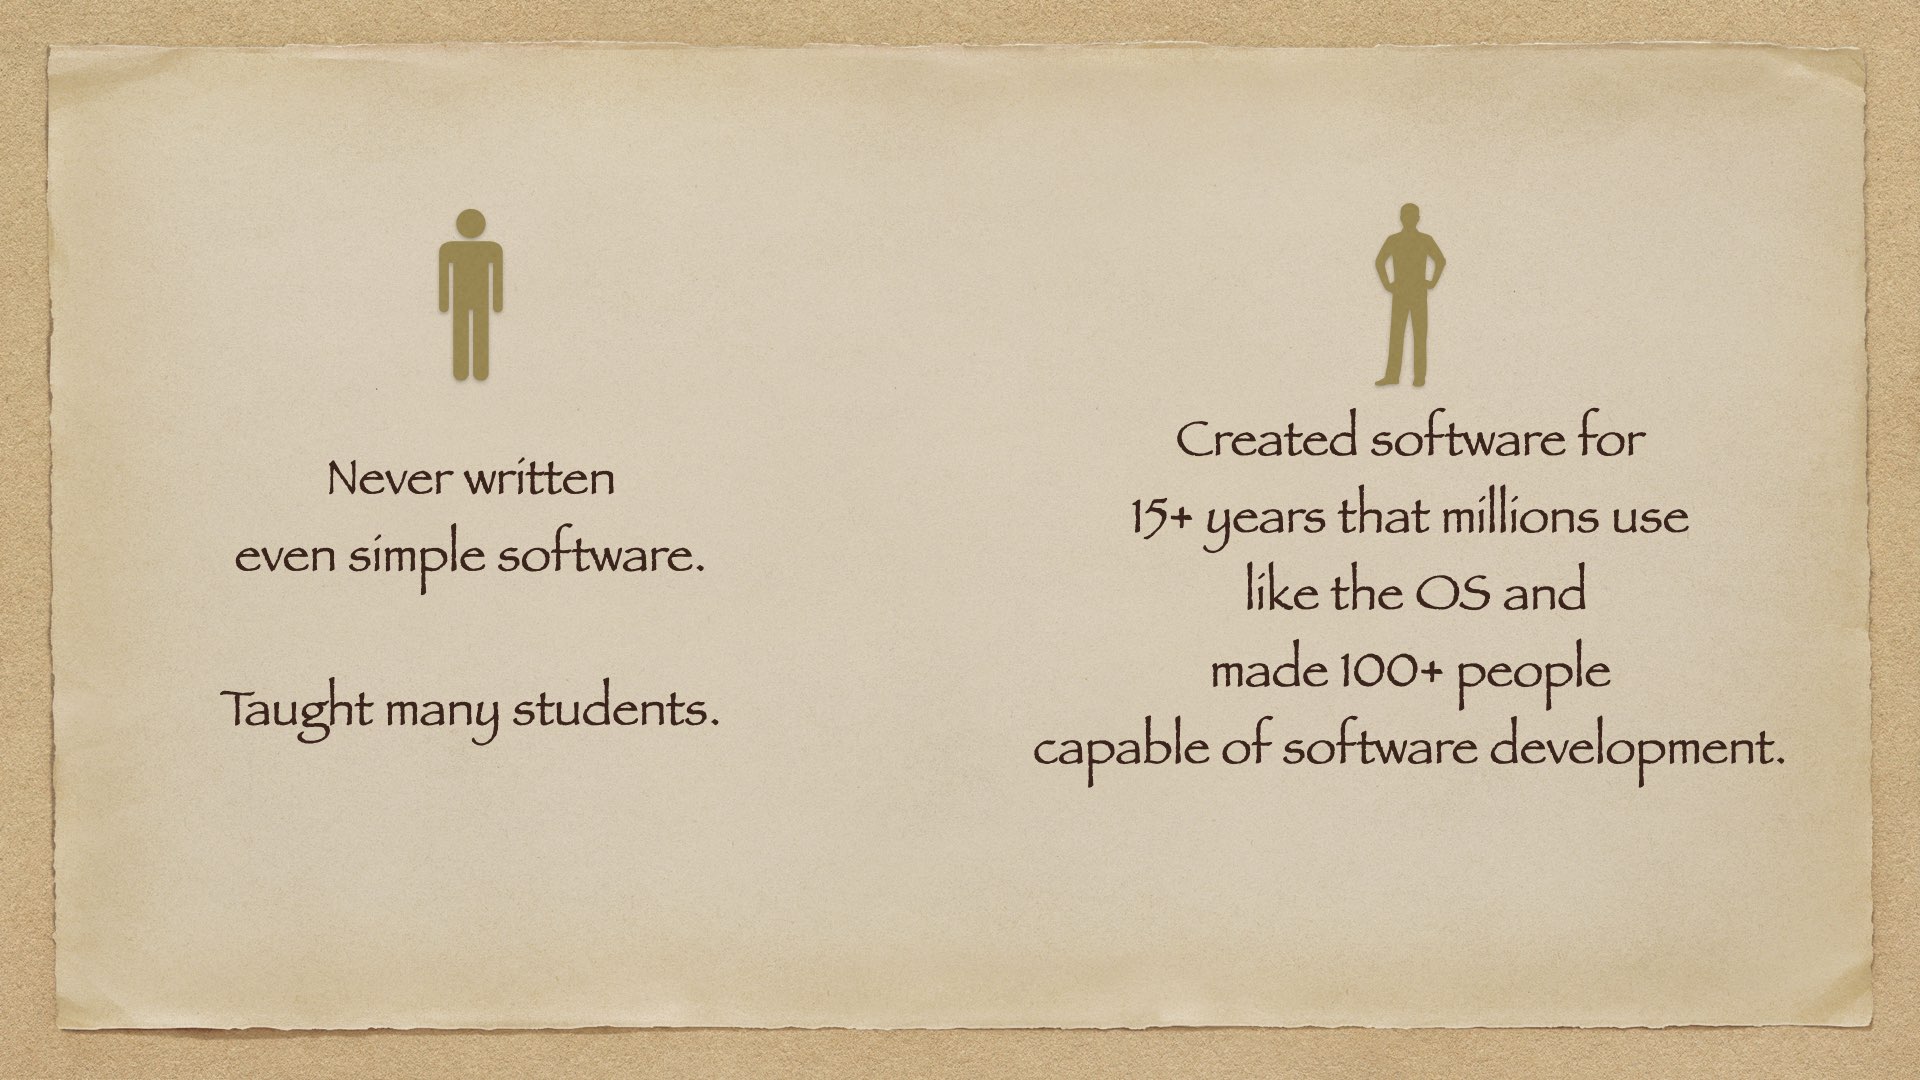 Never written
even simple software.
Taught many students.
Created software for
15+ years that millions use
like the OS and
made 100+ people
capable of software development.